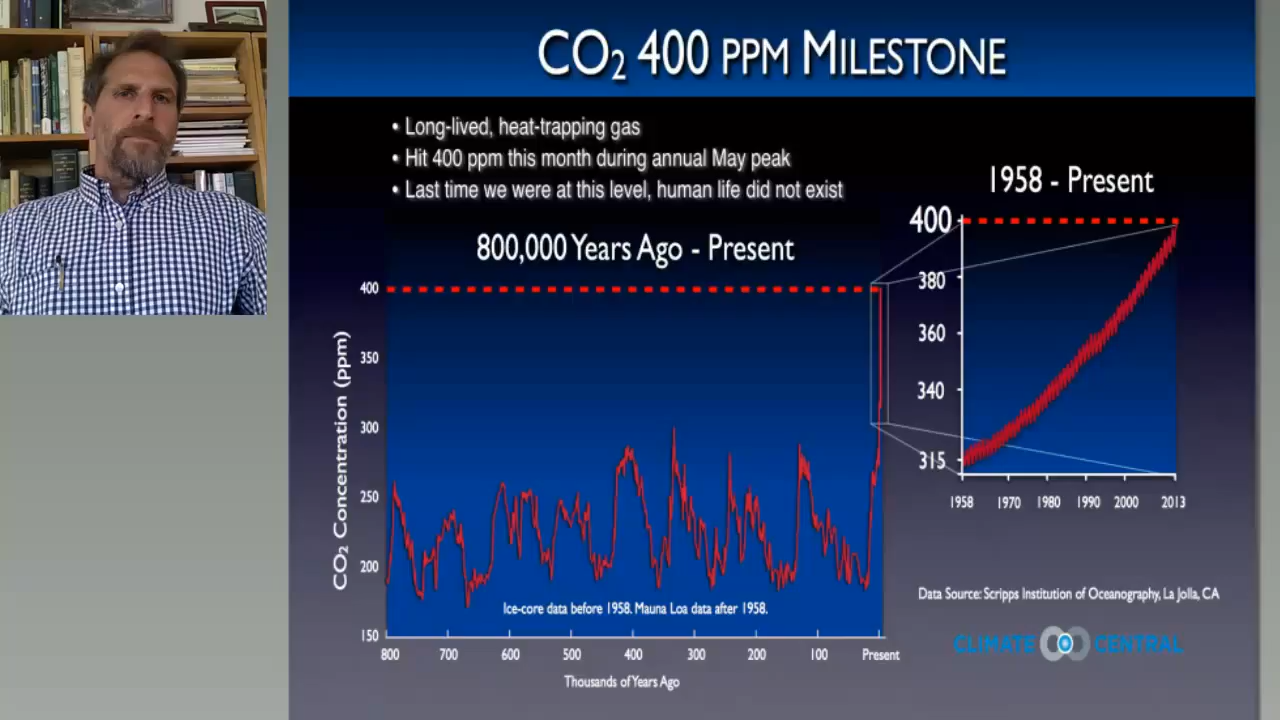 CO2 400 PPM MILESTONE
• Long-lived, heat-trapping gas
• Hit 400 ppm this month during annual May peak
• Last time we were at this level, human life did not exist
800,000 Years Ago - Present
400
350
300
250
200
150
CO2 Concentration (ppm)
Ice-core data before 1958. Mauna Loa data after 1958.
800 700 600 500 400 300 200 100 Present
Thousands of Years Ago
1958 - Present
400
380
360
340
315
1958 1970 1980 1990 2000 2013
Data Source: Scripps Institution of Oceanography, La Jolla, CA
CLIMATE CENTRAL